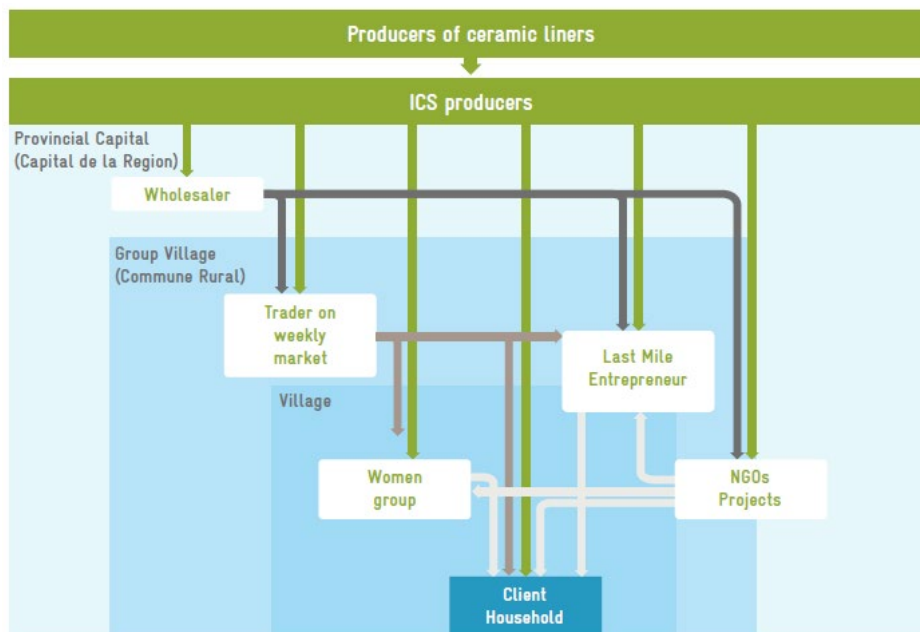 Producers of ceramic liners
ICS producers
Provincial Capital
(Capital de la Region)
Wholesaler
Group Village
(Commune Rural)
Trader on
weekly
market
Last Mile
Entrepreneur
Village
Women
group
NGOs
Projects
Client
Household